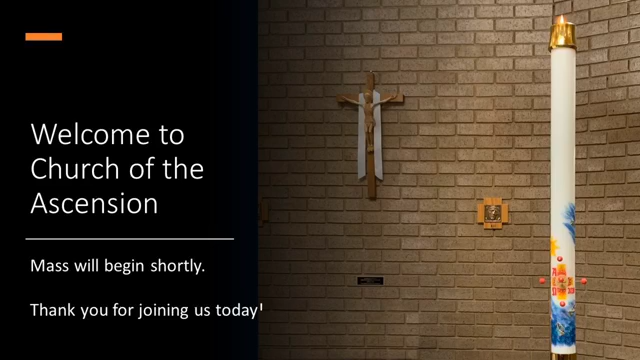 Welcome to
Church of the
Ascension
Mass will begin shortly.
Thank you for joining us today!